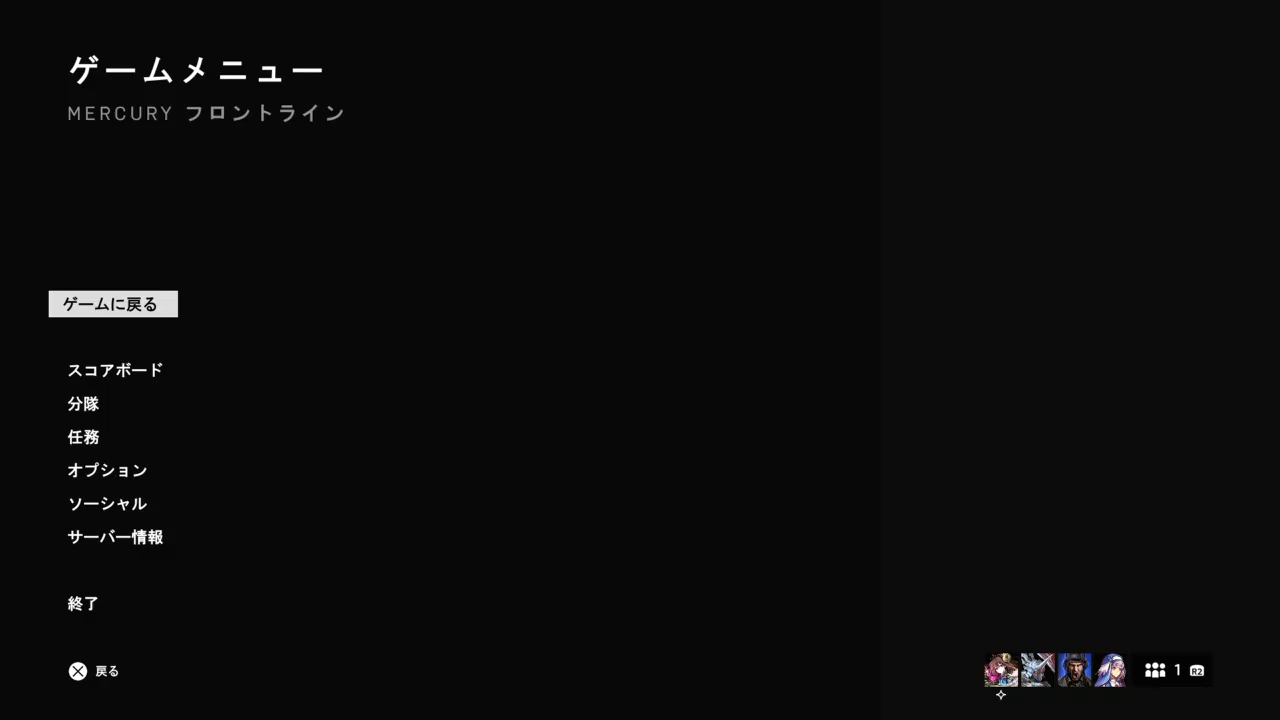 ゲームメニュー
MERCURY フロントライン
ゲームに戻る
スコアボード
分隊
任務
オプション
ソーシャル
サーバー情報
終了
戻る
1 R2